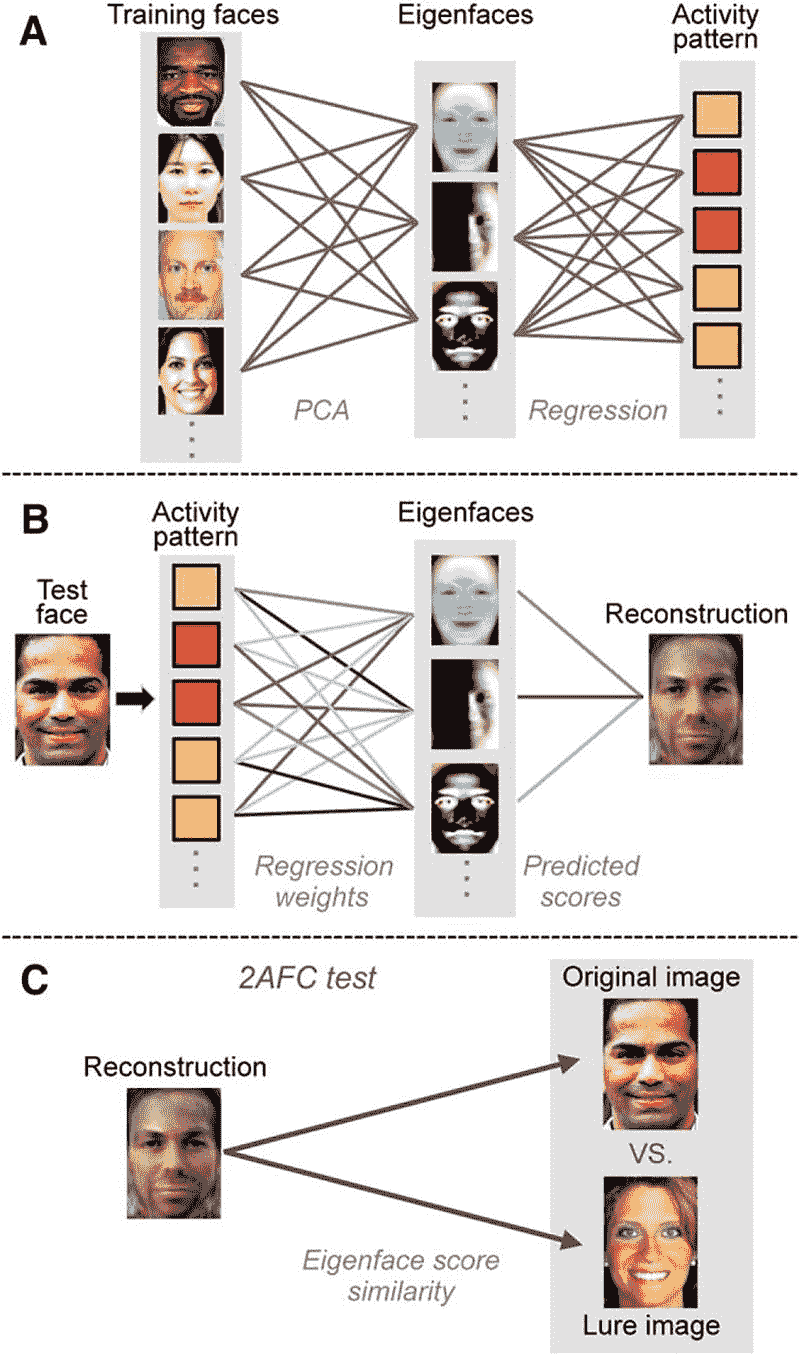 A
Training faces
Eigenfaces
Activity
pattern
PCA
Regression
B
Activity
pattern
Eigenfaces
Test
face
Reconstruction
Regression
weights
Predicted
scores
C
2AFC test
Original image
Reconstruction
VS.
Eigenface score
similarity
Lure image